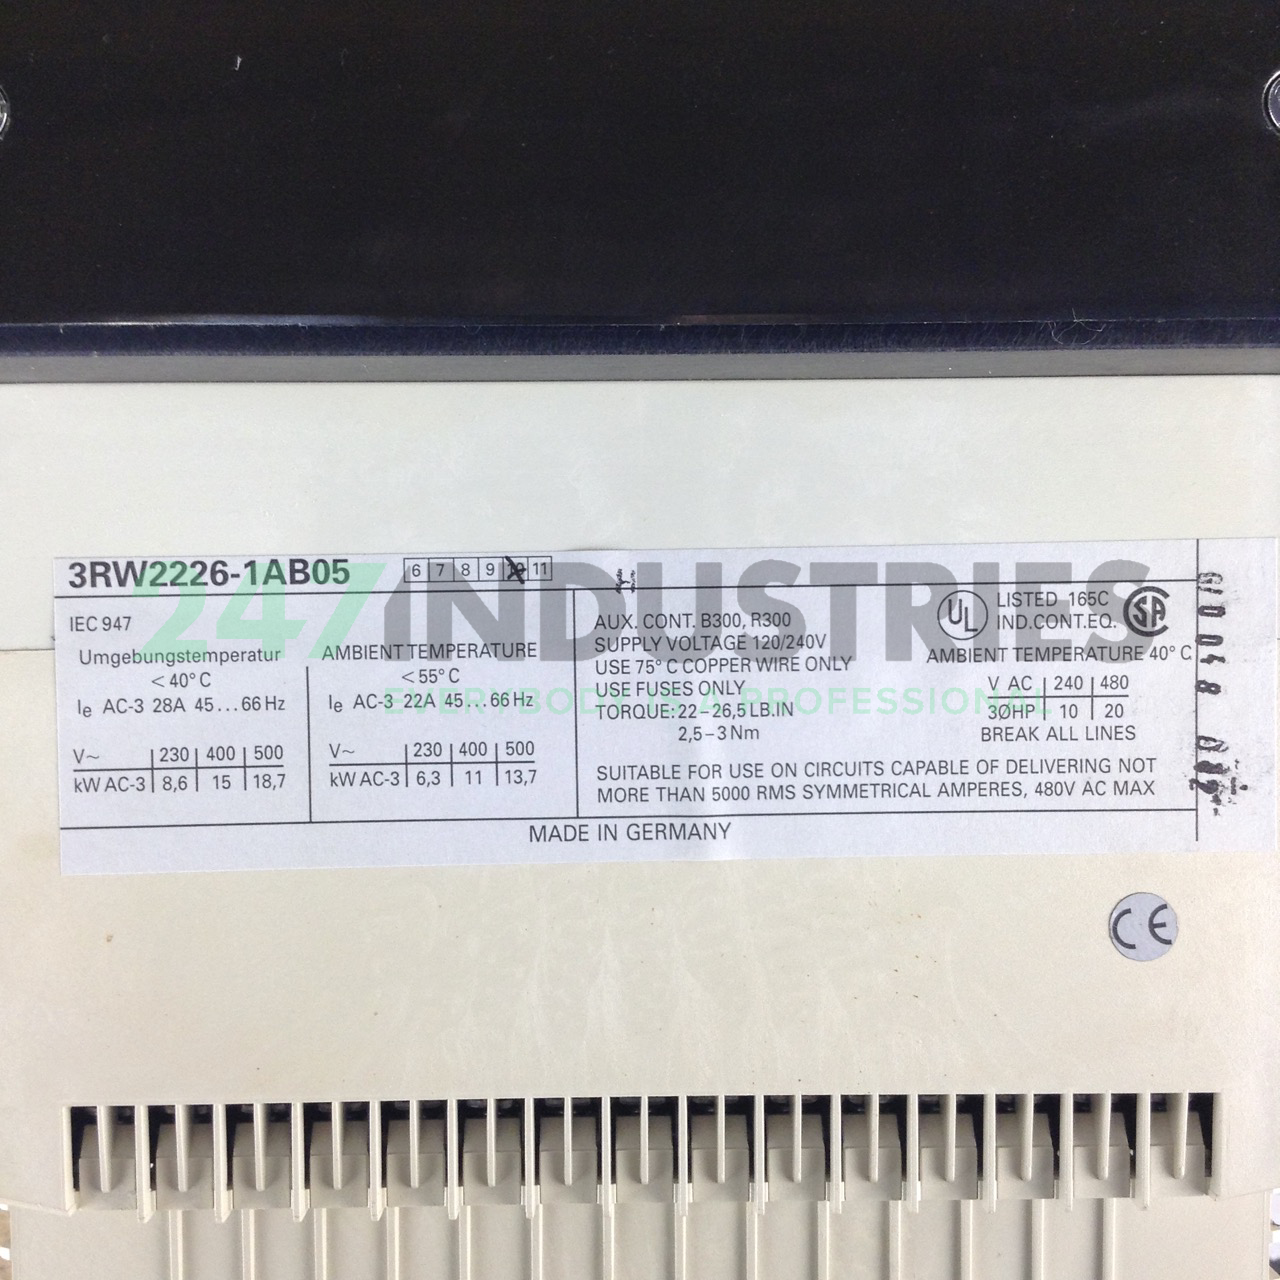 3RW2226-1AB05 6 7 8 9 10 11
IEC 947
Umgebungstemperatur
< 40° C
Ie AC-3 28A 45...66 Hz
V~ 230 400 500
kW AC-3 8,6 15 18,7
AMBIENT TEMPERATURE
< 55° C
Ie AC-3 22A 45...66 Hz
V~ 230 400 500
kW AC-3 6,3 11 13,7
AUX. CONT. B300, R300
SUPPLY VOLTAGE 120/240V
USE 75° C COPPER WIRE ONLY
USE FUSES ONLY
TORQUE: 22-26,5 LB.IN
2,5-3 Nm
UL LISTED 165C
IND.CONT.EQ.
SA
AMBIENT TEMPERATURE 40° C
V AC 240 480
3ØHP 10 20
BREAK ALL LINES
SUITABLE FOR USE ON CIRCUITS CAPABLE OF DELIVERING NOT
MORE THAN 5000 RMS SYMMETRICAL AMPERES, 480V AC MAX
MADE IN GERMANY
CE
247INDUSTRIES
EVERYBODY IS A PROFESSIONAL